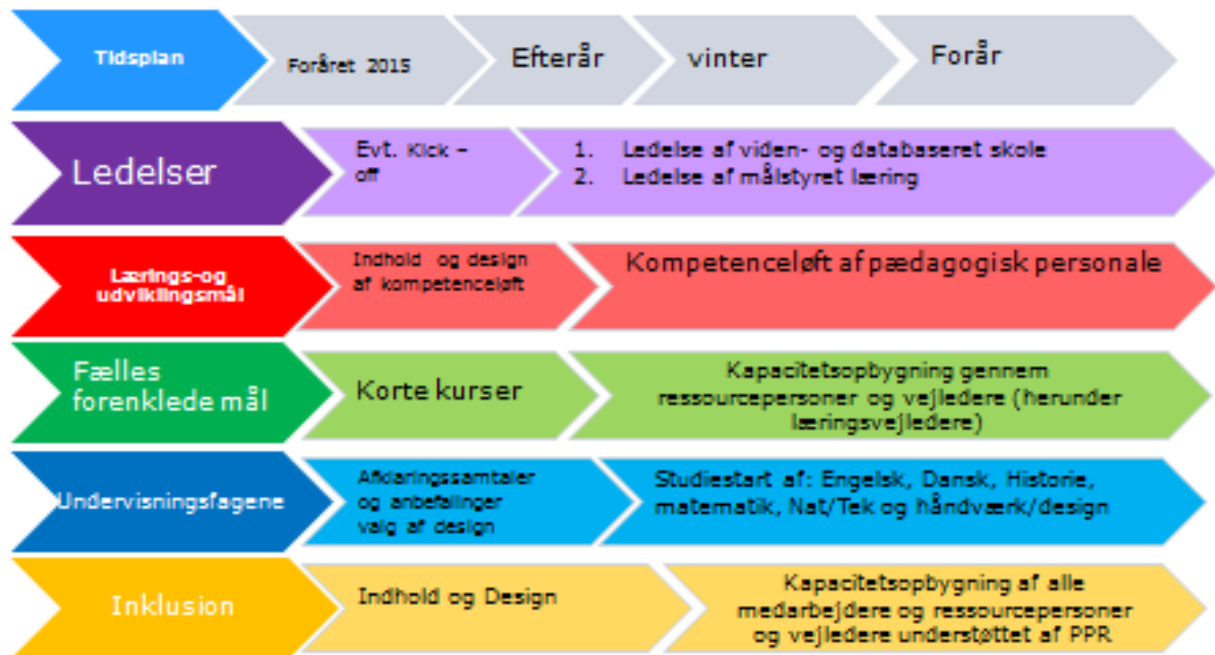 Tidsplan
Foråret 2015
Efterår
vinter
Forår
Ledelser
Evt. Kick –
off
1. Ledelse af viden- og databaseret skole
2. Ledelse af målstyret læring
Lærings-og
udviklingsmål
Indhold og design
af kompetenceløft
Kompetenceløft af pædagogisk personale
Fælles
forenklede mål
Korte kurser
Kapacitetsopbygning gennem
ressourcepersoner og vejledere (herunder
læringsvejledere)
Undervisningsfagene
Afklaringssamtaler
og anbefalinger
valg af design
Studiestart af: Engelsk, Dansk, Historie,
matematik, Nat/Tek og håndværk/design
Inklusion
Indhold og Design
Kapacitetsopbygning af alle
medarbejdere og ressourcepersoner
og vejledere understøttet af PPR